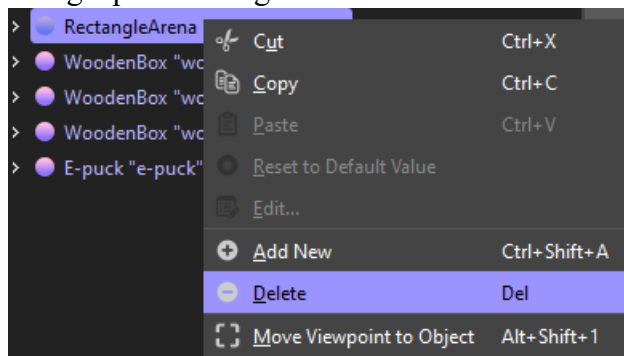 RectangleArena
WoodenBox "wo
WoodenBox "wo
WoodenBox "wo
E-puck "e-puck"
Cut Ctrl+X
Copy Ctrl+C
Paste Ctrl+V
Reset to Default Value
Edit...
Add New Ctrl+Shift+A
Delete Del
Move Viewpoint to Object Alt+Shift+1